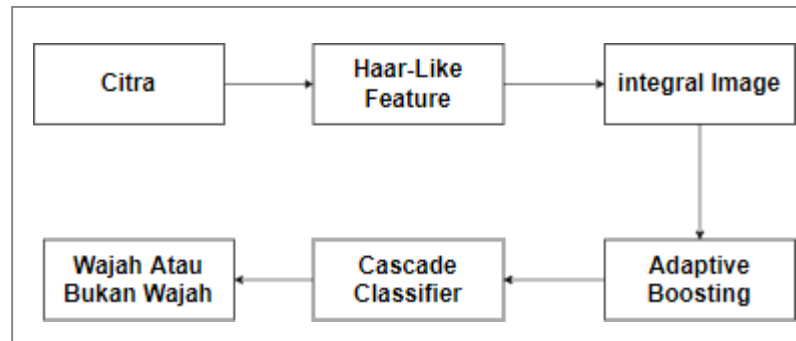 Citra
Haar-Like
Feature
integral Image
Adaptive
Boosting
Cascade
Classifier
Wajah Atau
Bukan Wajah